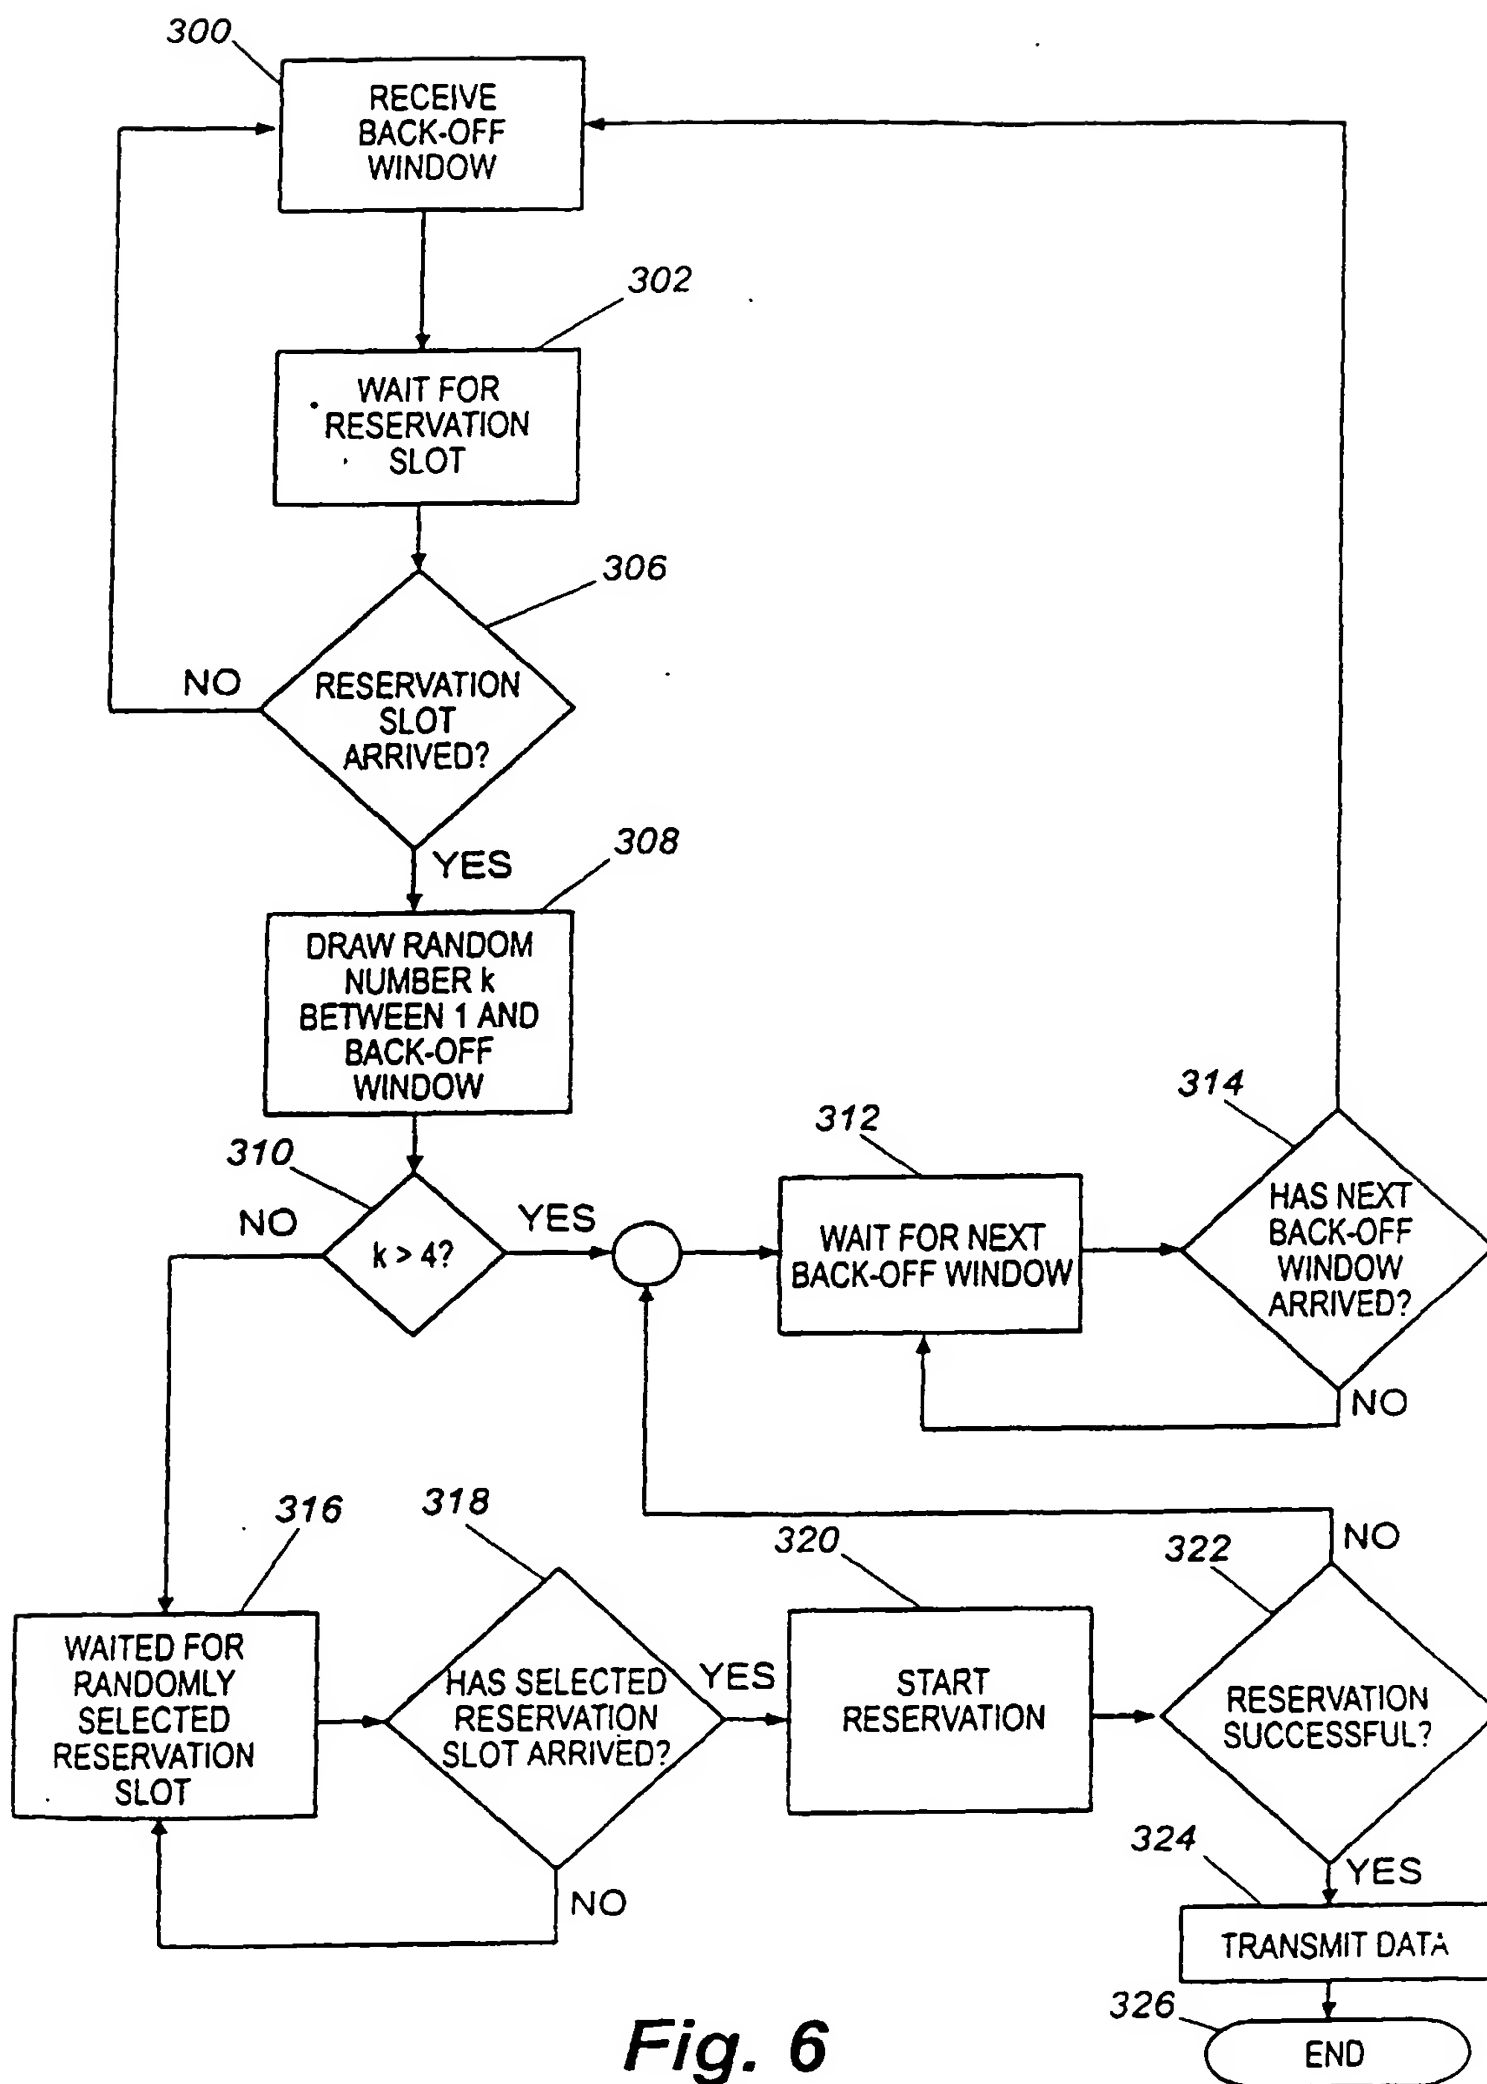 300
RECEIVE
BACK-OFF
WINDOW
302
WAIT FOR
RESERVATION
SLOT
306
NO
RESERVATION
SLOT
ARRIVED?
YES
308
DRAW RANDOM
NUMBER k
BETWEEN 1 AND
BACK-OFF
WINDOW
310
NO
k > 4?
YES
312
WAIT FOR NEXT
BACK-OFF WINDOW
314
HAS NEXT
BACK-OFF
WINDOW
ARRIVED?
NO
316
WAITED FOR
RANDOMLY
SELECTED
RESERVATION
SLOT
318
HAS SELECTED
RESERVATION
SLOT ARRIVED?
YES
NO
320
START
RESERVATION
322
NO
RESERVATION
SUCCESSFUL?
YES
324
TRANSMIT DATA
326
END
Fig. 6